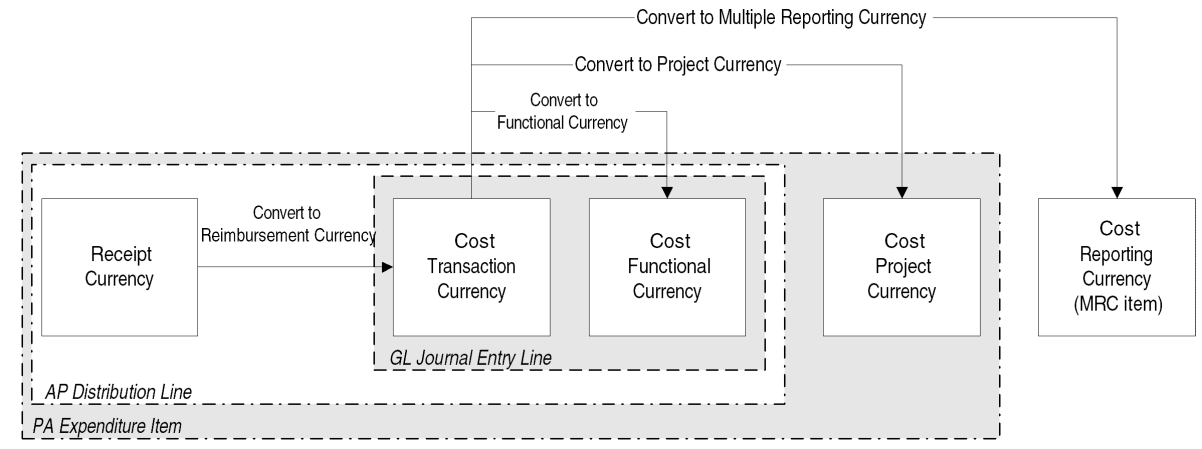 Convert to Multiple Reporting Currency
Convert to Project Currency
Convert to
Functional Currency
Convert to
Reimbursement Currency
Receipt
Currency
Cost
Transaction
Currency
Cost
Functional
Currency
Cost
Project
Currency
Cost
Reporting
Currency
(MRC item)
GL Journal Entry Line
AP Distribution Line
PA Expenditure Item